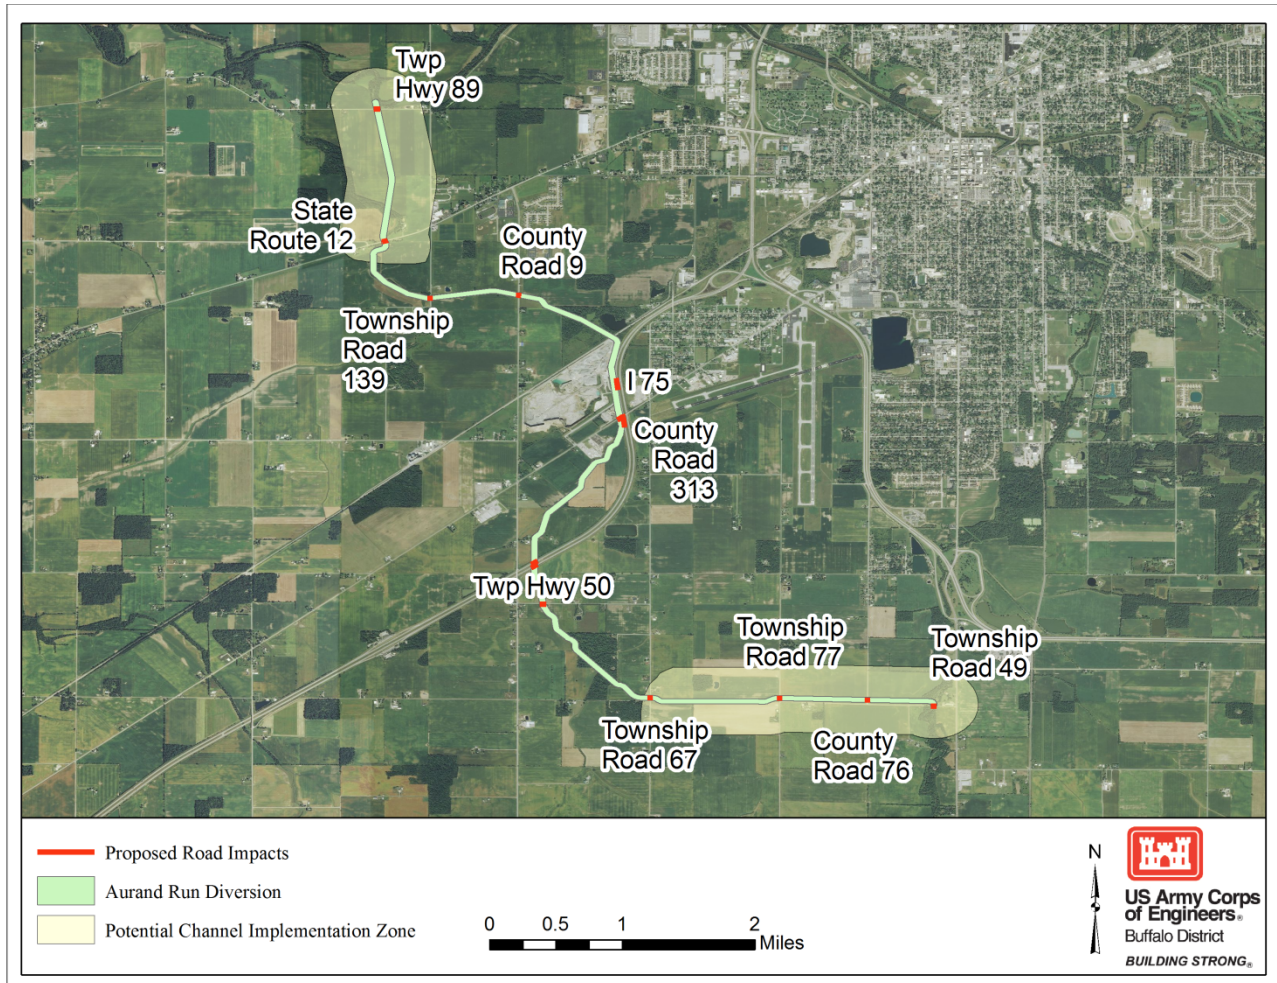 Twp
Hwy 89
State
Route 12
County
Road 9
Township
Road
139
I 75
County
Road
313
Twp Hwy 50
Township
Road 77
Township
Road 49
Township
Road 67
County
Road 76
Proposed Road Impacts
Aurand Run Diversion
Potential Channel Implementation Zone
0 0.5 1 2
Miles
N
US Army Corps
of Engineers®
Buffalo District
BUILDING STRONG®